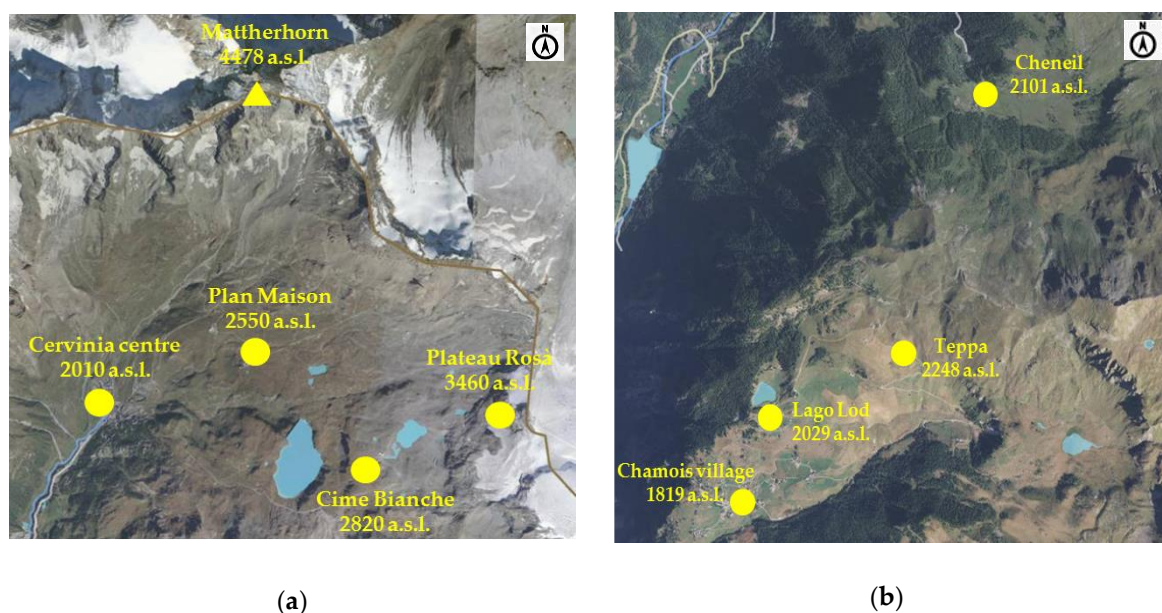 Mattherhorn
4478 a.s.l.
N
Plan Maison
2550 a.s.l.
Cervinia centre
2010 a.s.l.
Plateau Rosà
3460 a.s.l.
Cime Bianche
2820 a.s.l.
(a)
N
Cheneil
2101 a.s.l.
Teppa
2248 a.s.l.
Lago Lod
2029 a.s.l.
Chamois village
1819 a.s.l.
(b)